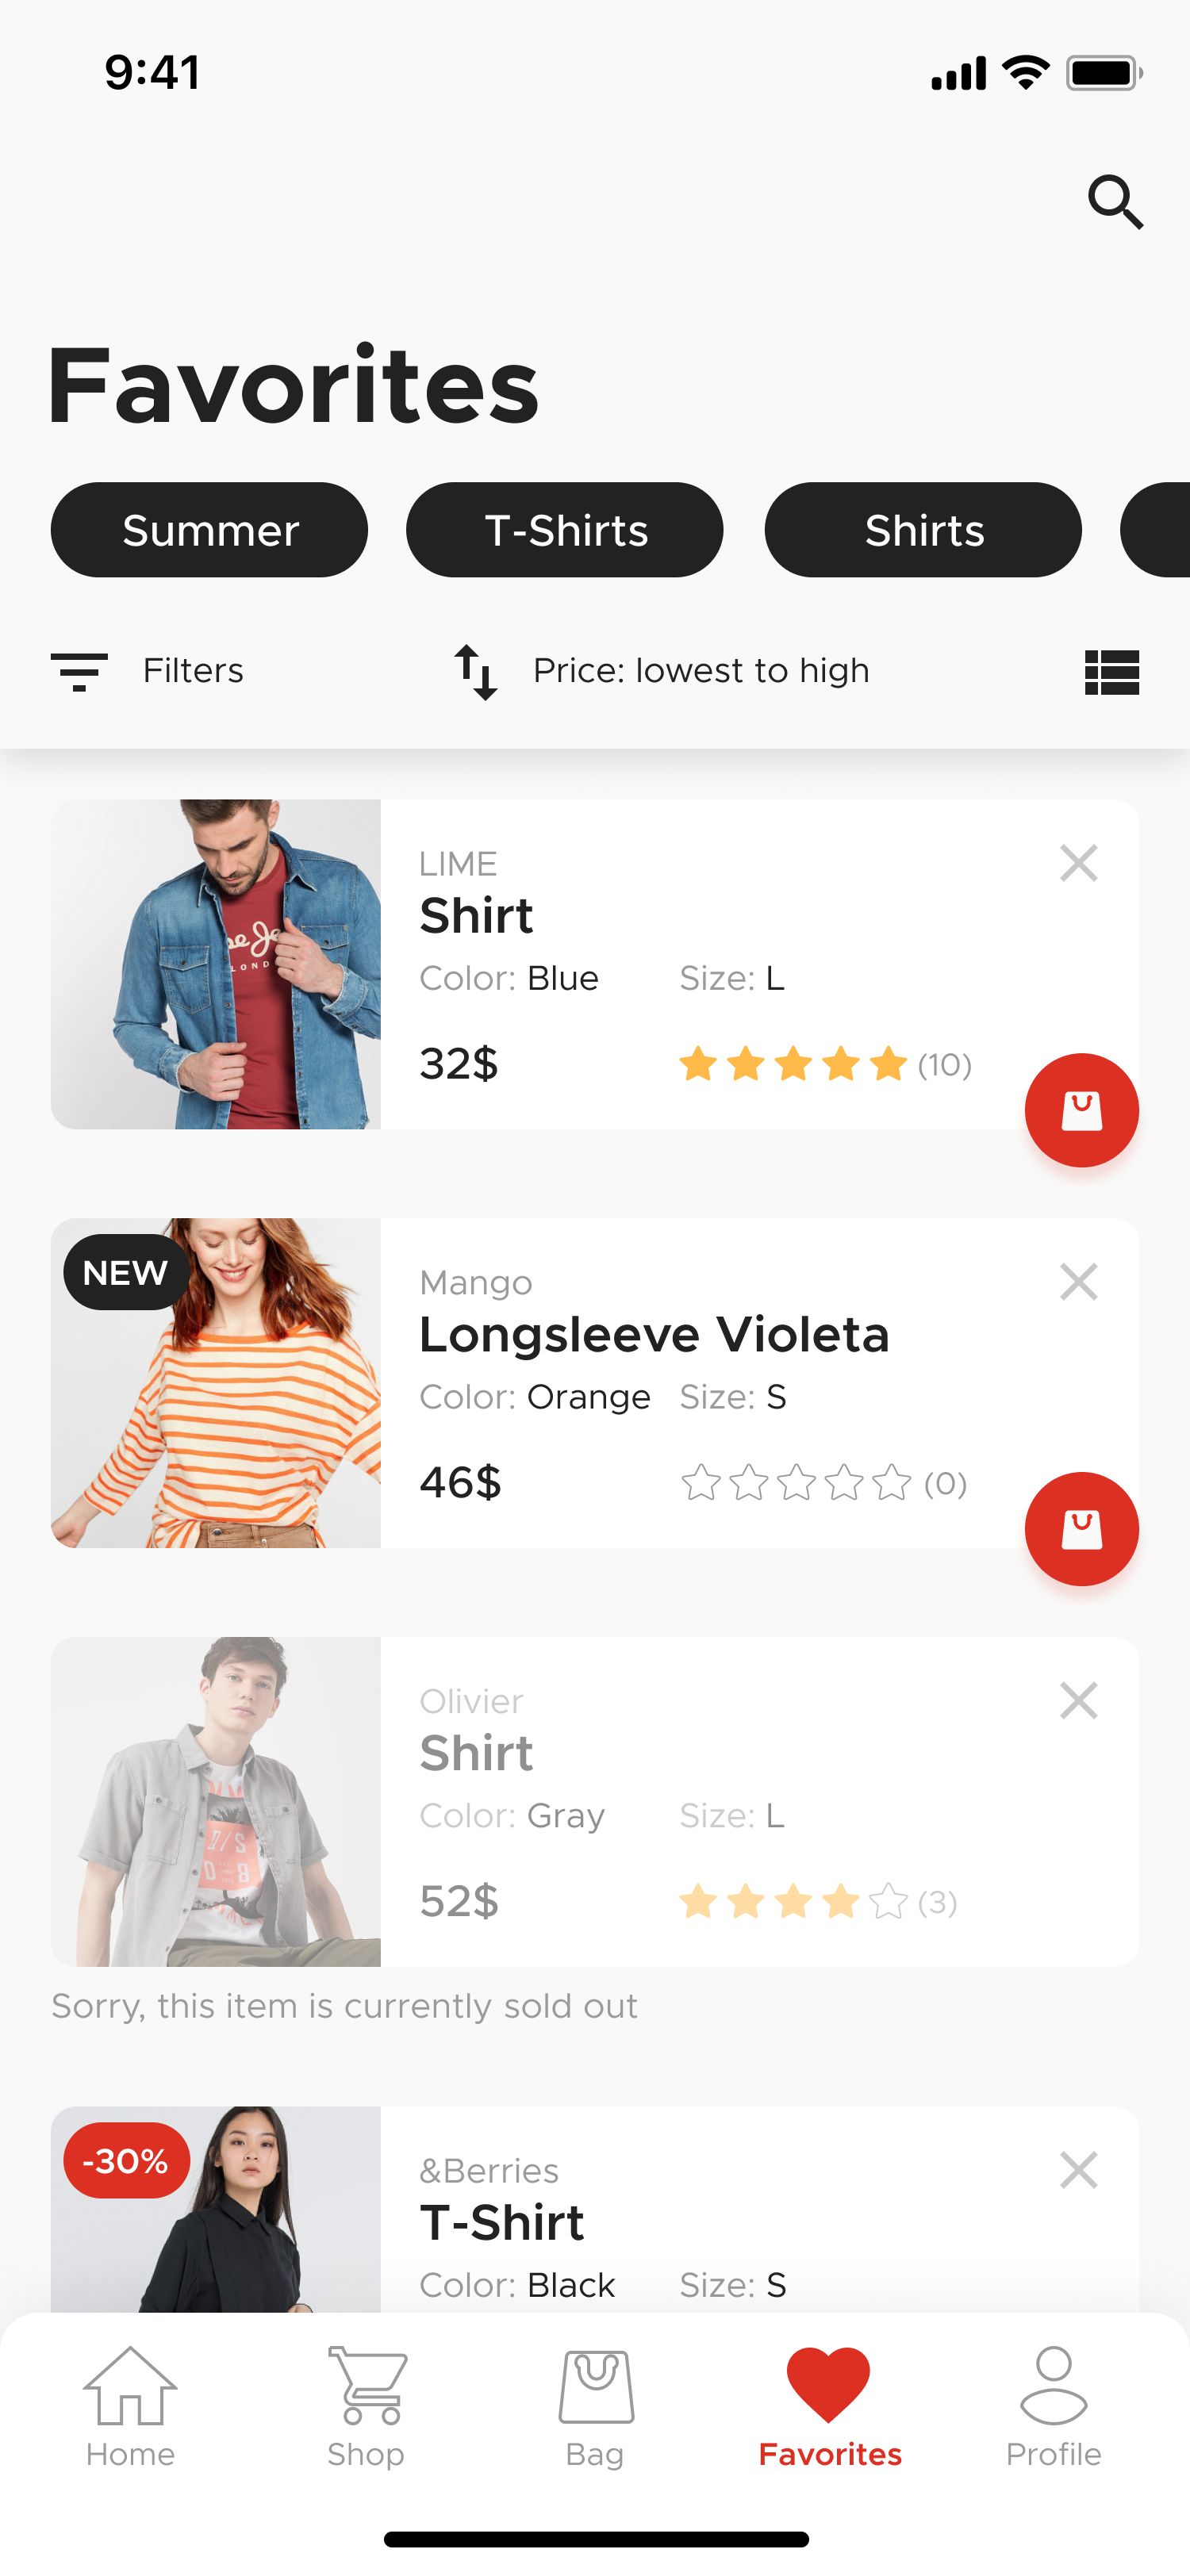 9:41
Favorites
Summer
T-Shirts
Shirts
Filters
Price: lowest to high
LIME
Shirt
Color: Blue Size: L
32$ (10)
LOND
NEW
Mango
Longsleeve Violeta
Color: Orange Size: S
46$ (0)
Olivier
Shirt
Color: Gray Size: L
52$ (3)
Sorry, this item is currently sold out
-30%
&Berries
T-Shirt
Color: Black Size: S
Home
Shop
Bag
Favorites
Profile